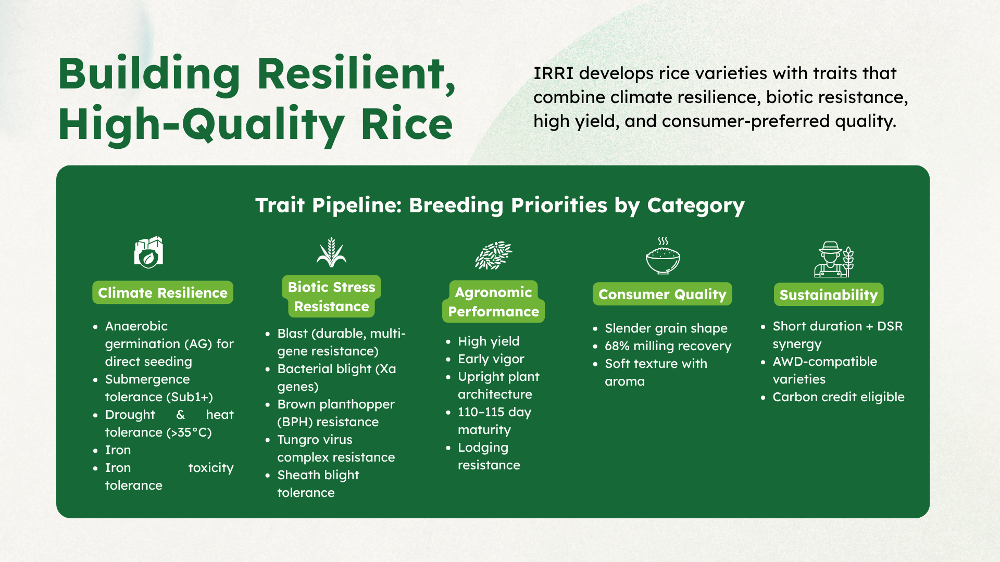 Building Resilient,
High-Quality Rice
IRRI develops rice varieties with traits that
combine climate resilience, biotic resistance,
high yield, and consumer-preferred quality.
Trait Pipeline: Breeding Priorities by Category
Climate Resilience
• Anaerobic
germination (AG) for
direct seeding
• Submergence
tolerance (Sub1+)
• Drought & heat
tolerance (>35°C)
• Iron
• Iron toxicity
tolerance
Biotic Stress
Resistance
• Blast (durable, multi-
gene resistance)
• Bacterial blight (Xa
genes)
• Brown planthopper
(BPH) resistance
• Tungro virus
complex resistance
• Sheath blight
tolerance
Agronomic
Performance
• High yield
• Early vigor
• Upright plant
architecture
• 110–115 day
maturity
• Lodging
resistance
Consumer Quality
• Slender grain shape
• 68% milling recovery
• Soft texture with
aroma
Sustainability
• Short duration + DSR
synergy
• AWD-compatible
varieties
• Carbon credit eligible